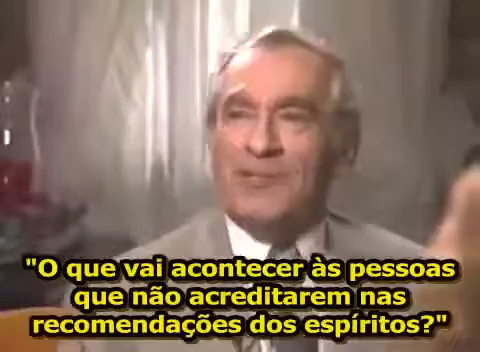 "O que vai acontecer às pessoas
que não acreditarem nas
recomendações dos espíritos?"